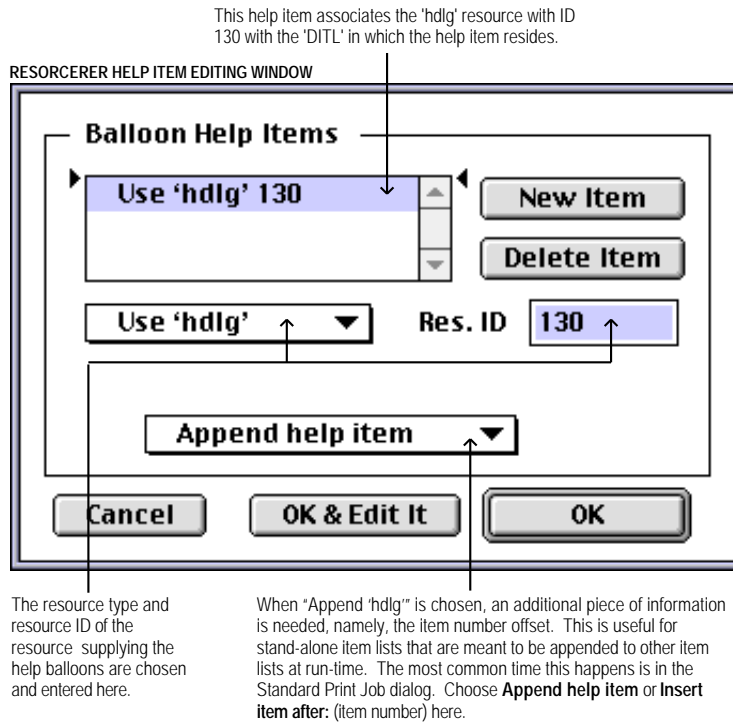 This help item associates the 'hdlg' resource with ID
130 with the 'DITL' in which the help item resides.
RESORCERER HELP ITEM EDITING WINDOW
Balloon Help Items
Use ‘hdlg’ 130
New Item
Delete Item
Use ‘hdlg’
Res. ID
130
Append help item
Cancel
OK & Edit It
OK
The resource type and
resource ID of the
resource supplying the
help balloons are chosen
and entered here.
When “Append ‘hdlg’” is chosen, an additional piece of information
is needed, namely, the item number offset. This is useful for
stand-alone item lists that are meant to be appended to other item
lists at run-time. The most common time this happens is in the
Standard Print Job dialog. Choose Append help item or Insert
item after: (item number) here.